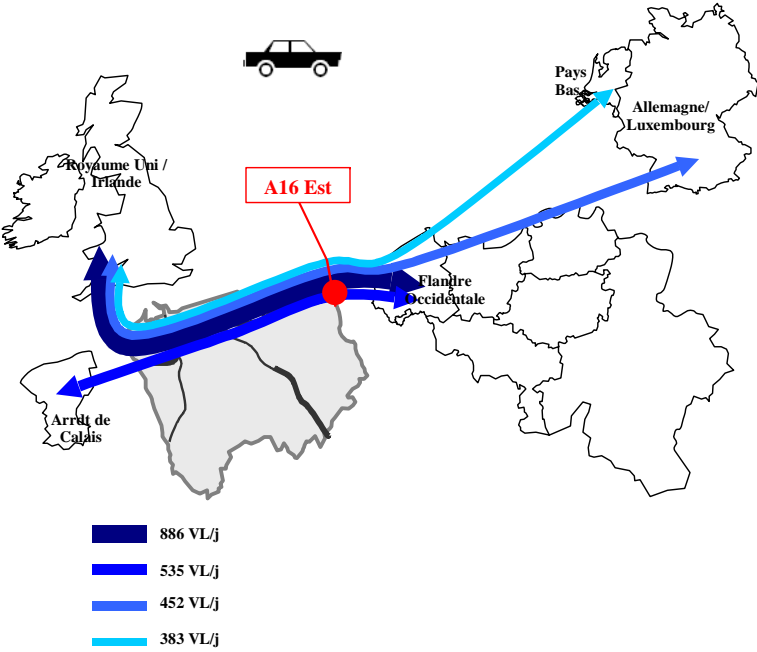 Pays
Bas
Allemagne/
Luxembourg
Royaume Uni /
Irlande
A16 Est
Flandre
Occidentale
Arrdt de
Calais
886 VL/j
535 VL/j
452 VL/j
383 VL/j